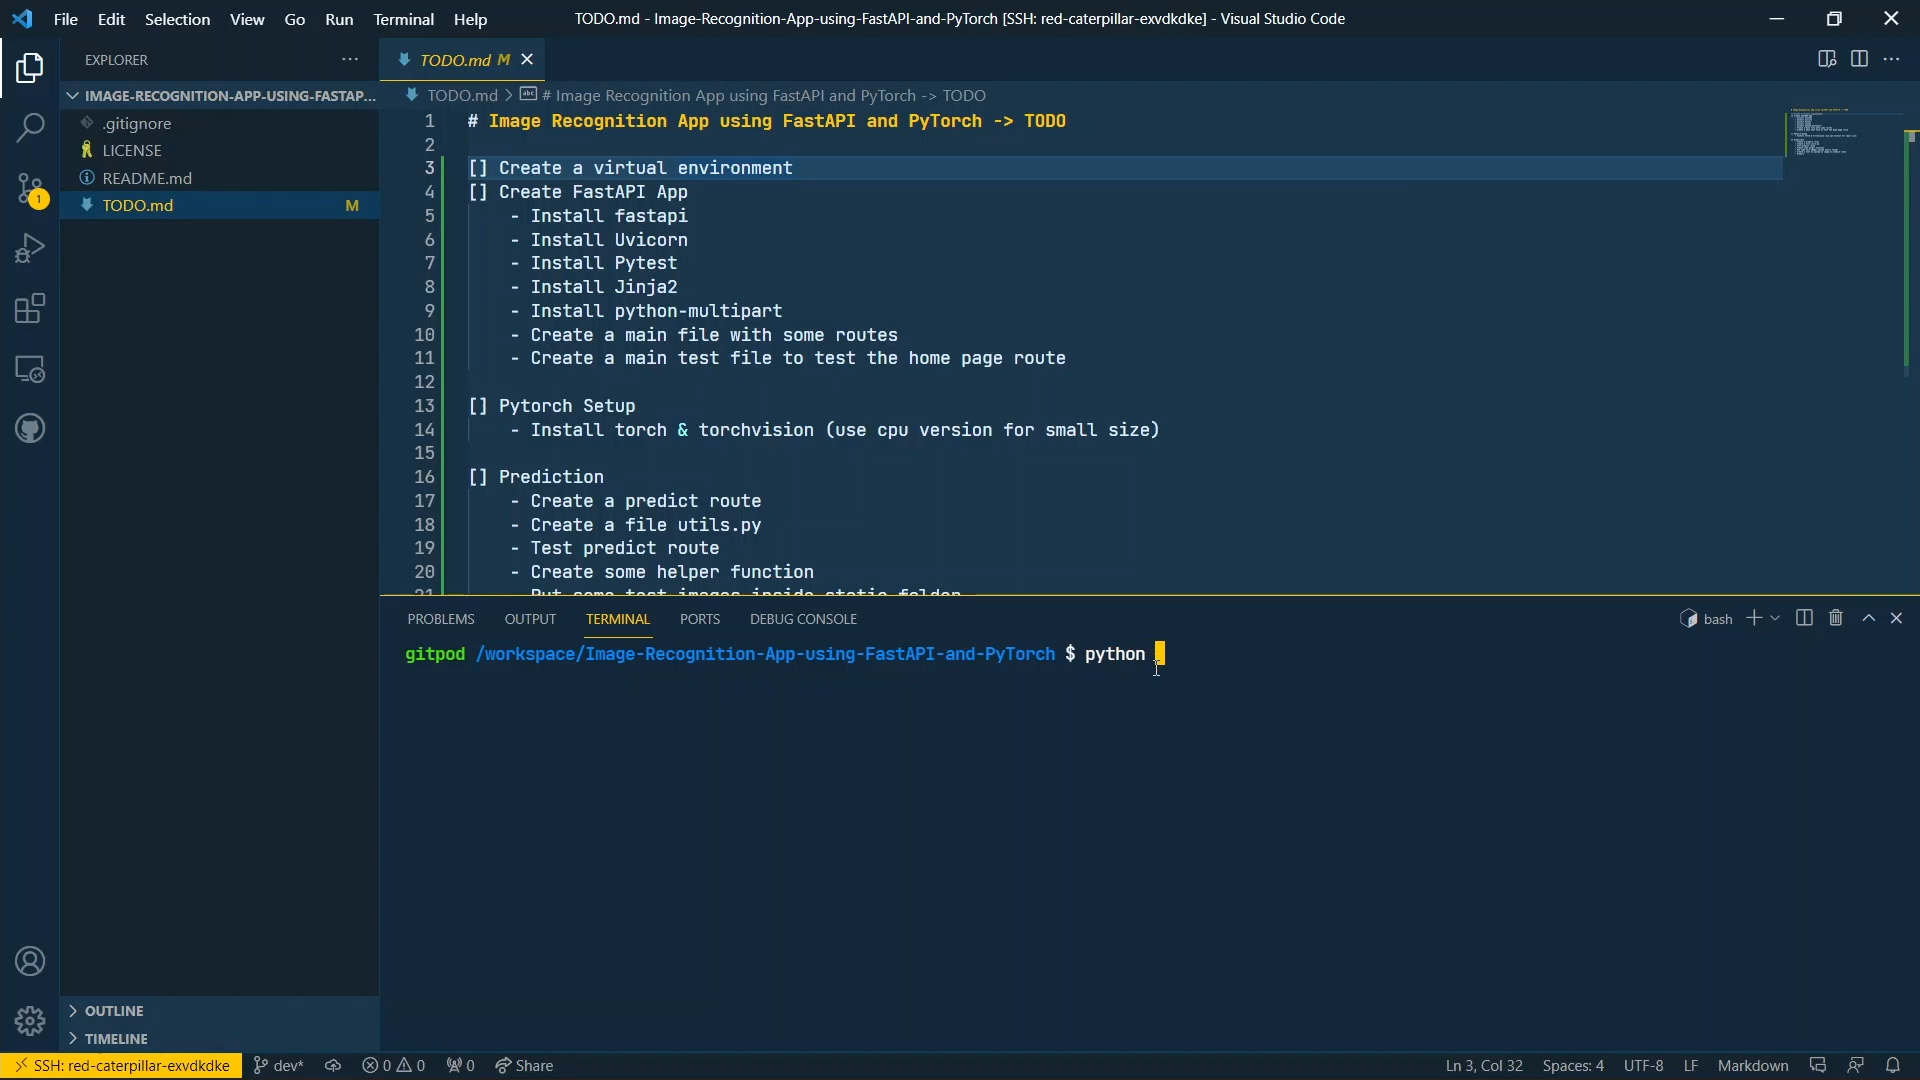 File Edit Selection View Go Run Terminal Help
TODO.md - Image-Recognition-App-using-FastAPI-and-PyTorch [SSH: red-caterpillar-exvdkdke] - Visual Studio Code
EXPLORER
TODO.md M
IMAGE-RECOGNITION-APP-USING-FASTAP...
TODO.md > # Image Recognition App using FastAPI and PyTorch -> TODO
.gitignore
LICENSE
README.md
TODO.md M
1
1 # Image Recognition App using FastAPI and PyTorch -> TODO
2
3 [] Create a virtual environment
4 [] Create FastAPI App
5 - Install fastapi
6 - Install Uvicorn
7 - Install Pytest
8 - Install Jinja2
9 - Install python-multipart
10 - Create a main file with some routes
11 - Create a main test file to test the home page route
12
13 [] Pytorch Setup
14 - Install torch & torchvision (use cpu version for small size)
15
16 [] Prediction
17 - Create a predict route
18 - Create a file utils.py
19 - Test predict route
20 - Create some helper function
21 - Put some test images inside static folder
PROBLEMS OUTPUT TERMINAL PORTS DEBUG CONSOLE
bash
gitpod /workspace/Image-Recognition-App-using-FastAPI-and-PyTorch $ python
OUTLINE
TIMELINE
SSH: red-caterpillar-exvdkdke dev* 0 0 0 Share
Ln 3, Col 32 Spaces: 4 UTF-8 LF Markdown